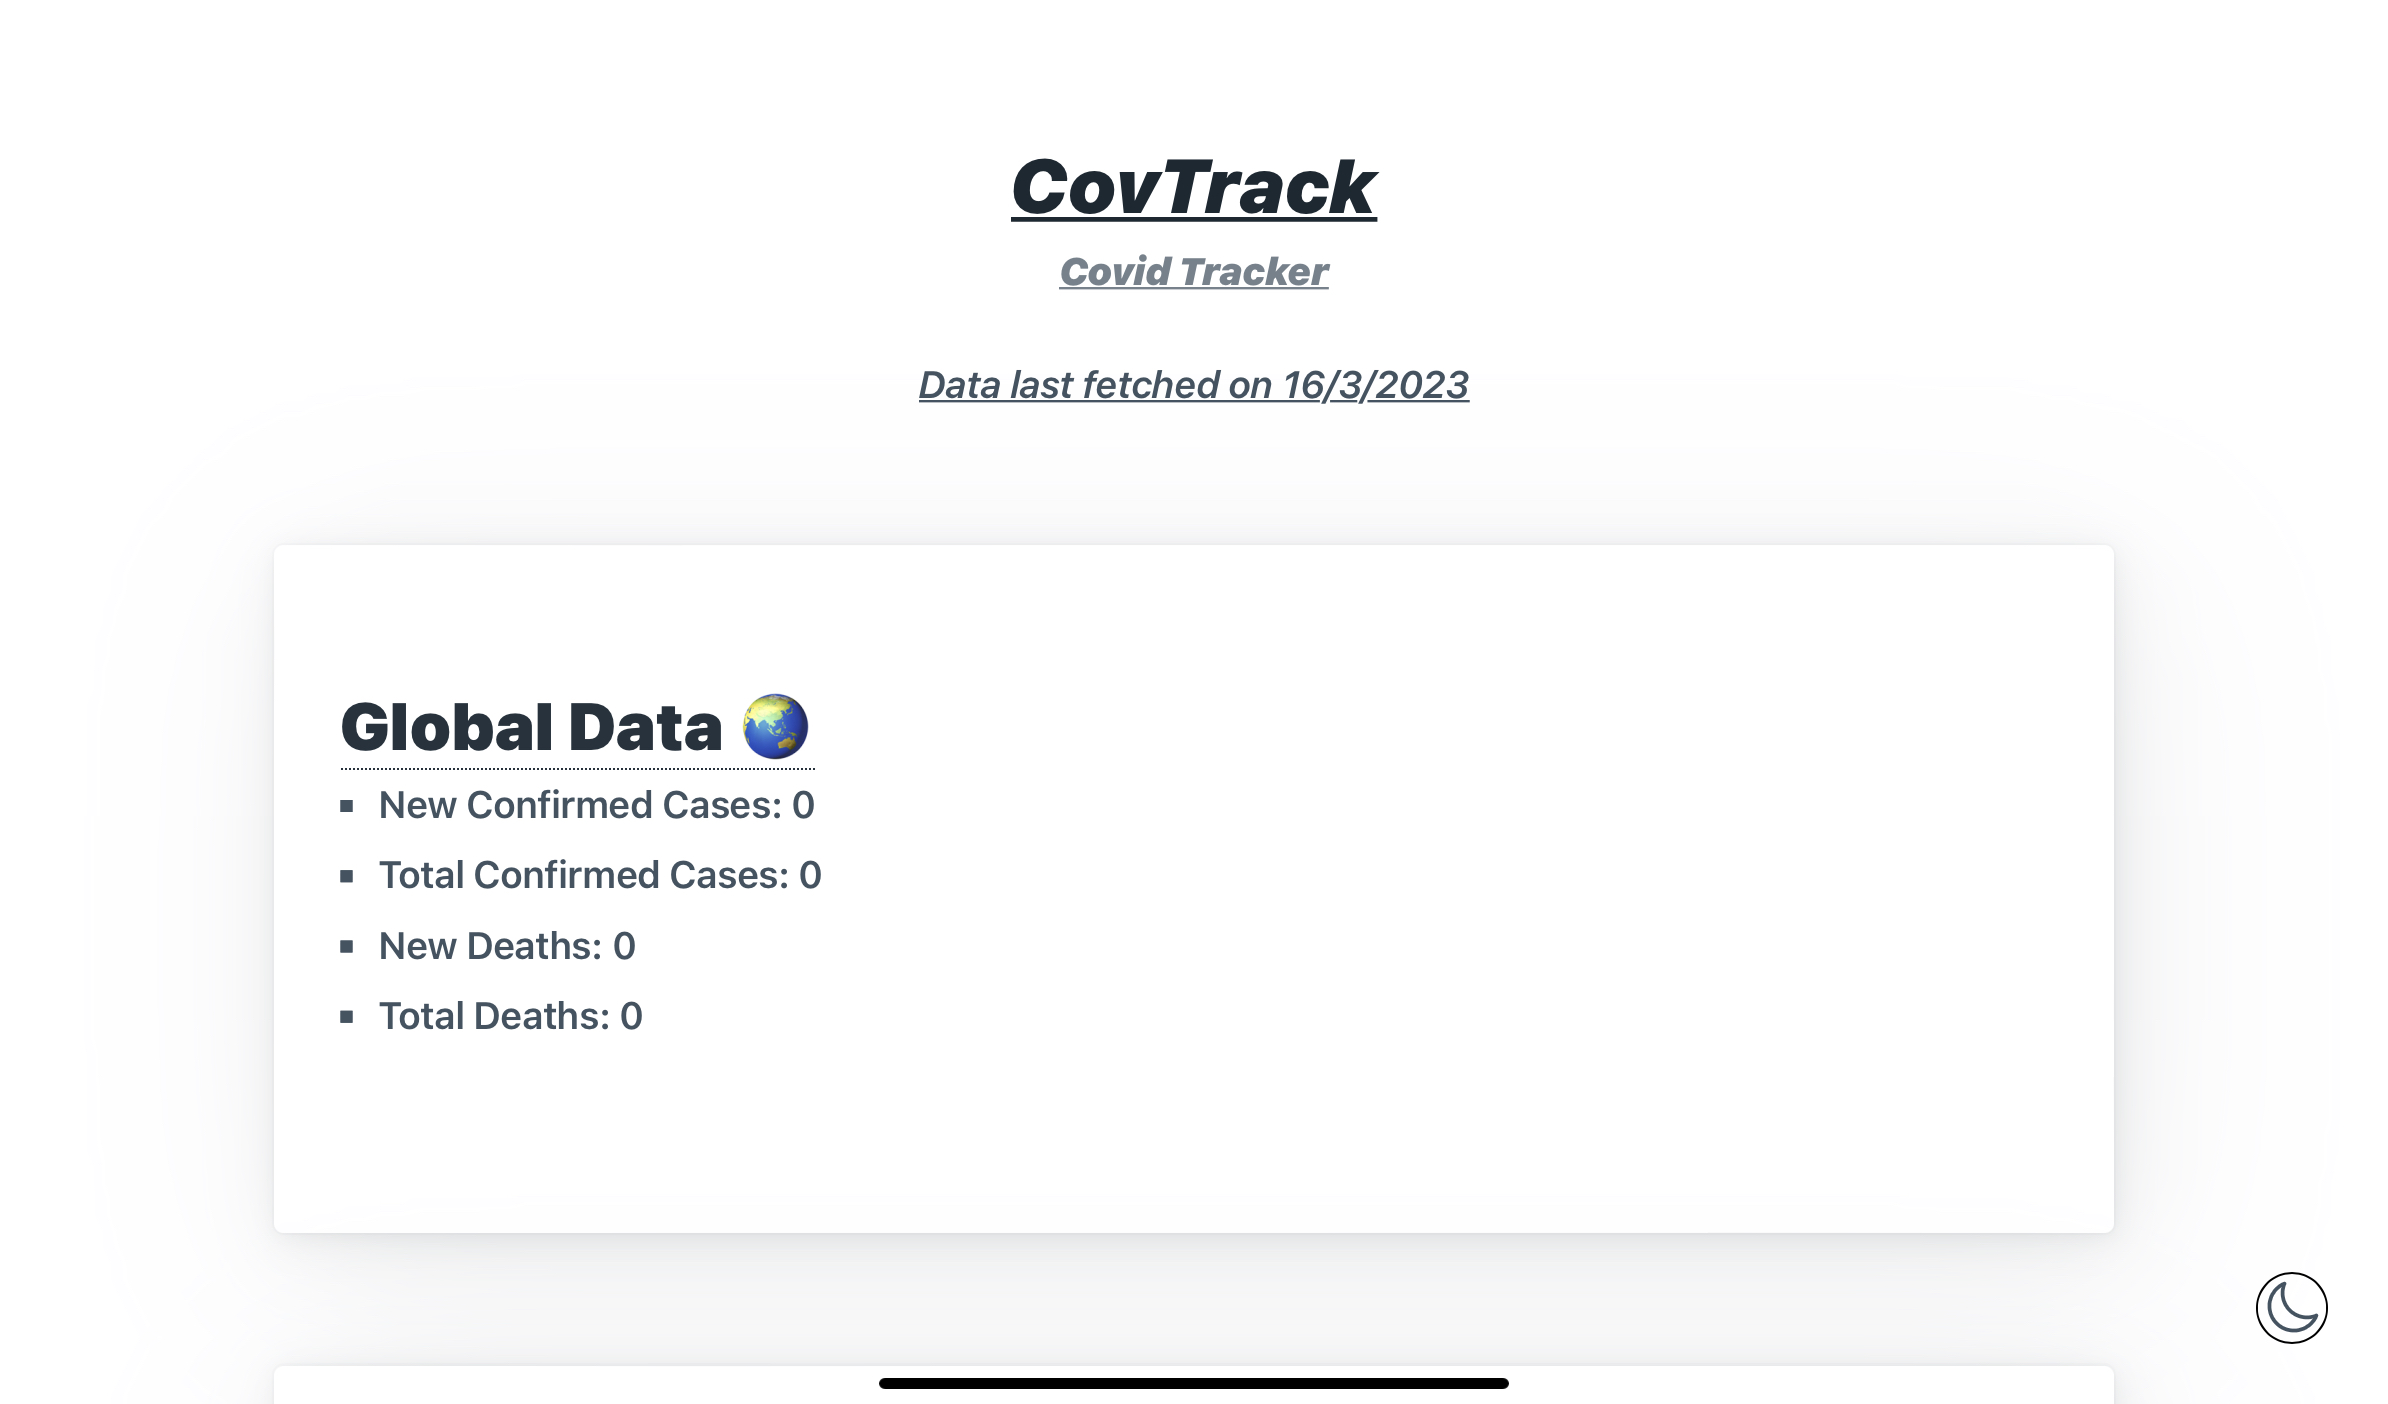 CovTrack
Covid Tracker
Data last fetched on 16/3/2023
Global Data 🌏
New Confirmed Cases: 0
Total Confirmed Cases: 0
New Deaths: 0
Total Deaths: 0